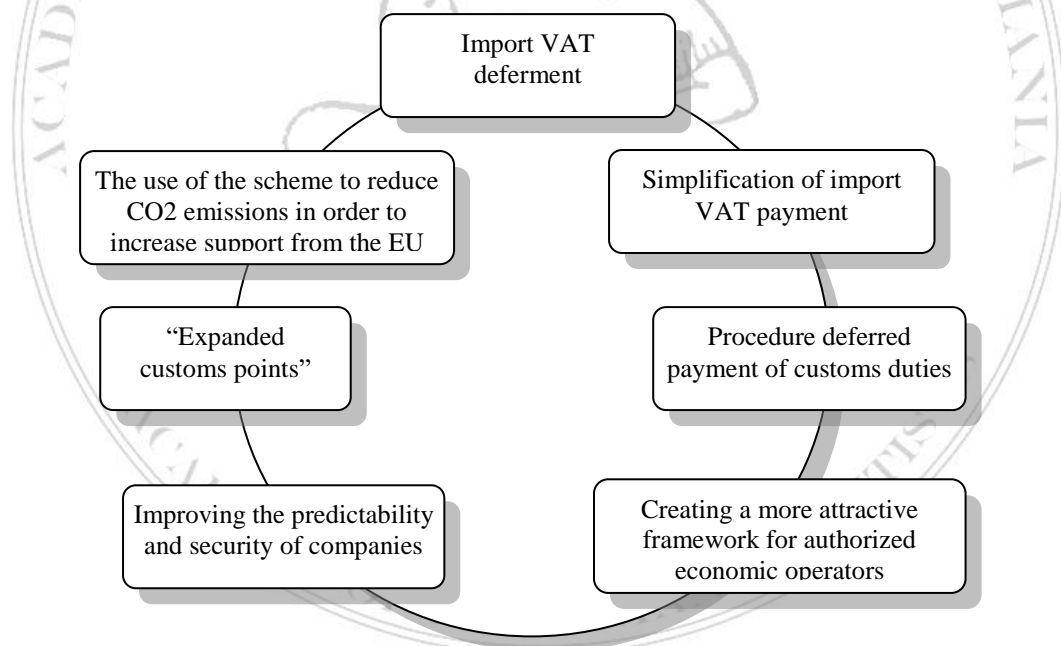 Import VAT
deferment
The use of the scheme to reduce
CO2 emissions in order to
increase support from the EU
Simplification of import
VAT payment
“Expanded
customs points”
Procedure deferred
payment of customs duties
Improving the predictability
and security of companies
Creating a more attractive
framework for authorized
economic operators
ACAD
IANIA